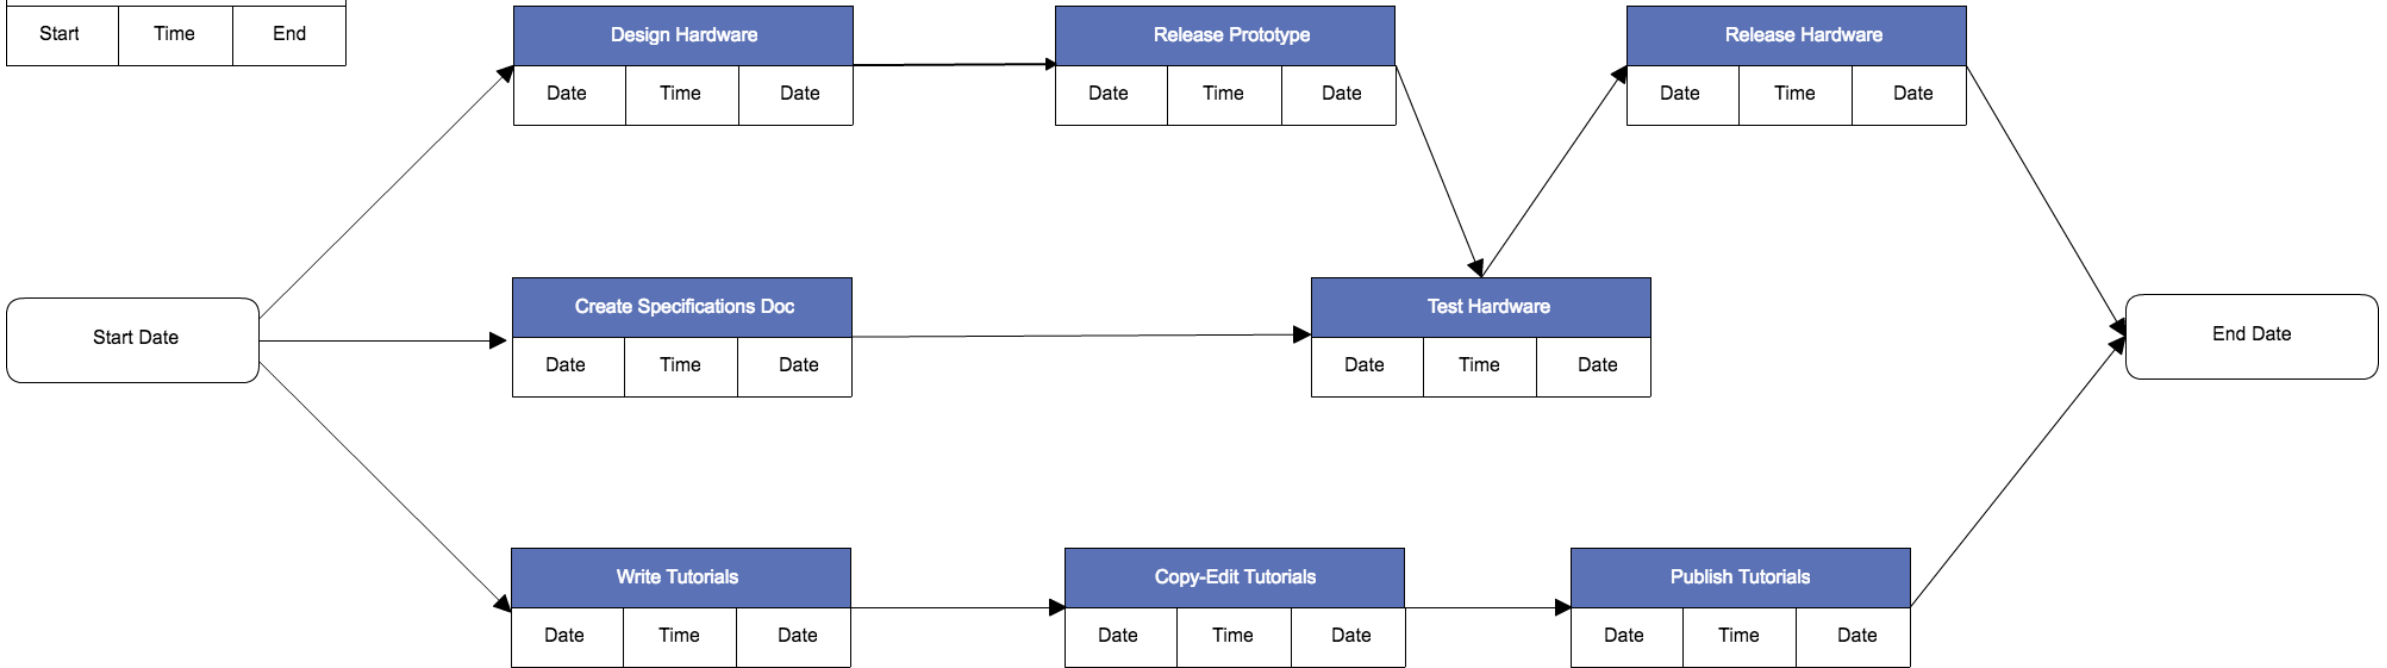 Start Time End
Design Hardware
Date Time Date
Release Prototype
Date Time Date
Release Hardware
Date Time Date
Start Date
Create Specifications Doc
Date Time Date
Test Hardware
Date Time Date
End Date
Write Tutorials
Date Time Date
Copy-Edit Tutorials
Date Time Date
Publish Tutorials
Date Time Date